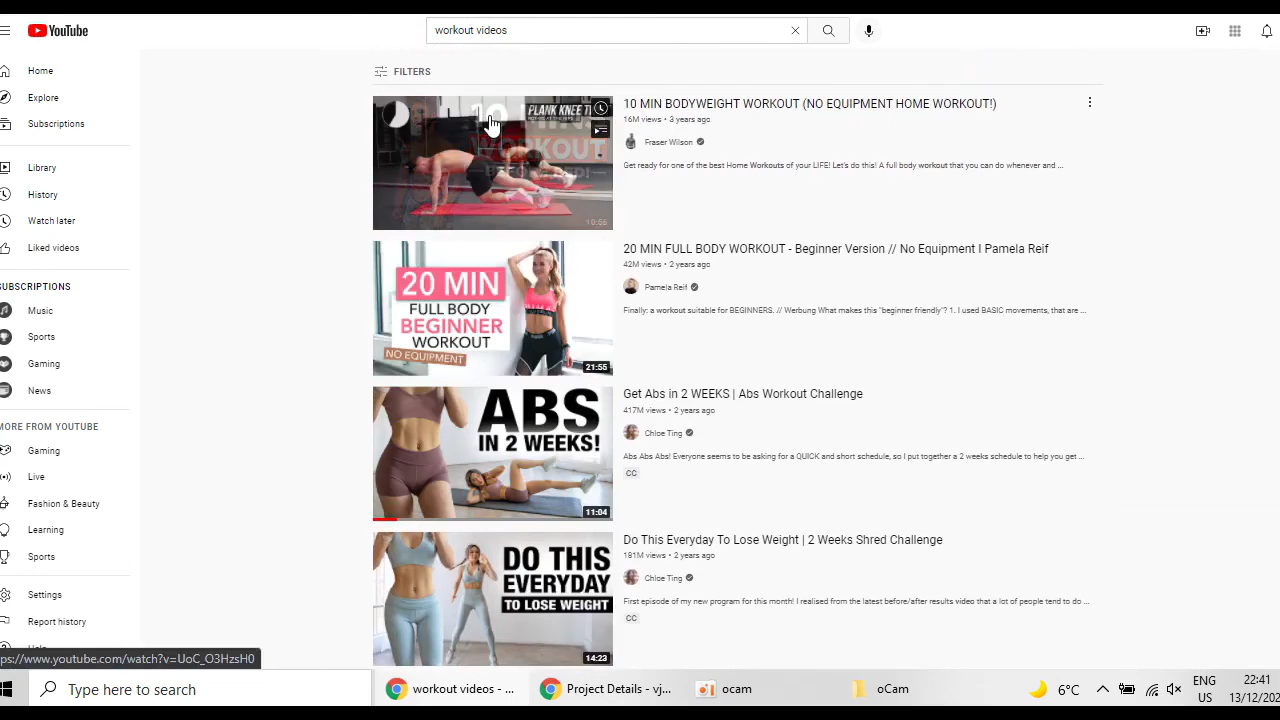 YouTube
workout videos
Home
Explore
Subscriptions
Library
History
Watch later
Liked videos
SUBSCRIPTIONS
Music
Sports
Gaming
News
MORE FROM YOUTUBE
Gaming
Live
Fashion & Beauty
Learning
Sports
Settings
Report history
FILTERS
10
PLANK KNEE
WORKOUT
10:56
10 MIN BODYWEIGHT WORKOUT (NO EQUIPMENT HOME WORKOUT!)
16M views • 3 years ago
Fraser Wilson
Get ready for one of the best Home Workouts of your LIFE! Let's do this! A full body workout that you can do whenever and ...
20 MIN
FULL BODY
BEGINNER
WORKOUT
NO EQUIPMENT
21:55
20 MIN FULL BODY WORKOUT - Beginner Version // No Equipment I Pamela Reif
42M views • 2 years ago
Pamela Reif
Finally: a workout suitable for BEGINNERS. // Werbung What makes this "beginner friendly"? 1. I used BASIC movements, that are ...
ABS
IN 2 WEEKS!
11:04
Get Abs in 2 WEEKS | Abs Workout Challenge
417M views • 2 years ago
Chloe Ting
Abs Abs Abs! Everyone seems to be asking for a QUICK and short schedule, so I put together a 2 weeks schedule to help you get ...
CC
DO THIS
EVERYDAY
TO LOSE WEIGHT
14:23
Do This Everyday To Lose Weight | 2 Weeks Shred Challenge
181M views • 2 years ago
Chloe Ting
First episode of my new program for this month! I realised from the latest before/after results video that a lot of people tend to do ...
CC
ps://www.youtube.com/watch?v=UoC_O3HzsH0
Type here to search
workout videos - ...
Project Details - vj...
ocam
oCam
6°C
ENG
US
22:41
13/12/202